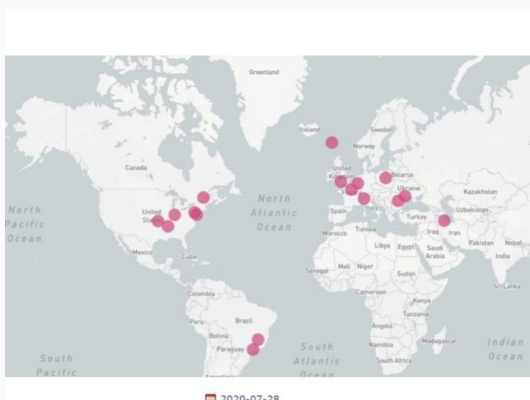 Greenland
Iceland
Sweden
Norway
Canada
United
Kingdom
Belarus
Ukraine
Kazakhstan
North
Atlantic
Ocean
North
Pacific
Ocean
United
States
Spain
Italy
Turkey
Uzbekistan
Morocco
Tunisia
Iraq
Iran
Mexico
Cuba
Libya
Egypt
Saudi
Arabia
Pakistan
Nepal
India
Senegal
Mali
Niger
Sudan
Sri Lanka
Colombia
Cameroon
Kenya
Peru
Brazil
Tanzania
Bolivia
Angola
Paraguay
Namibia
Madagascar
Indian
Ocean
South
Pacific
South
Atlantic
Ocean
South Africa
Argentina
2020-07-28